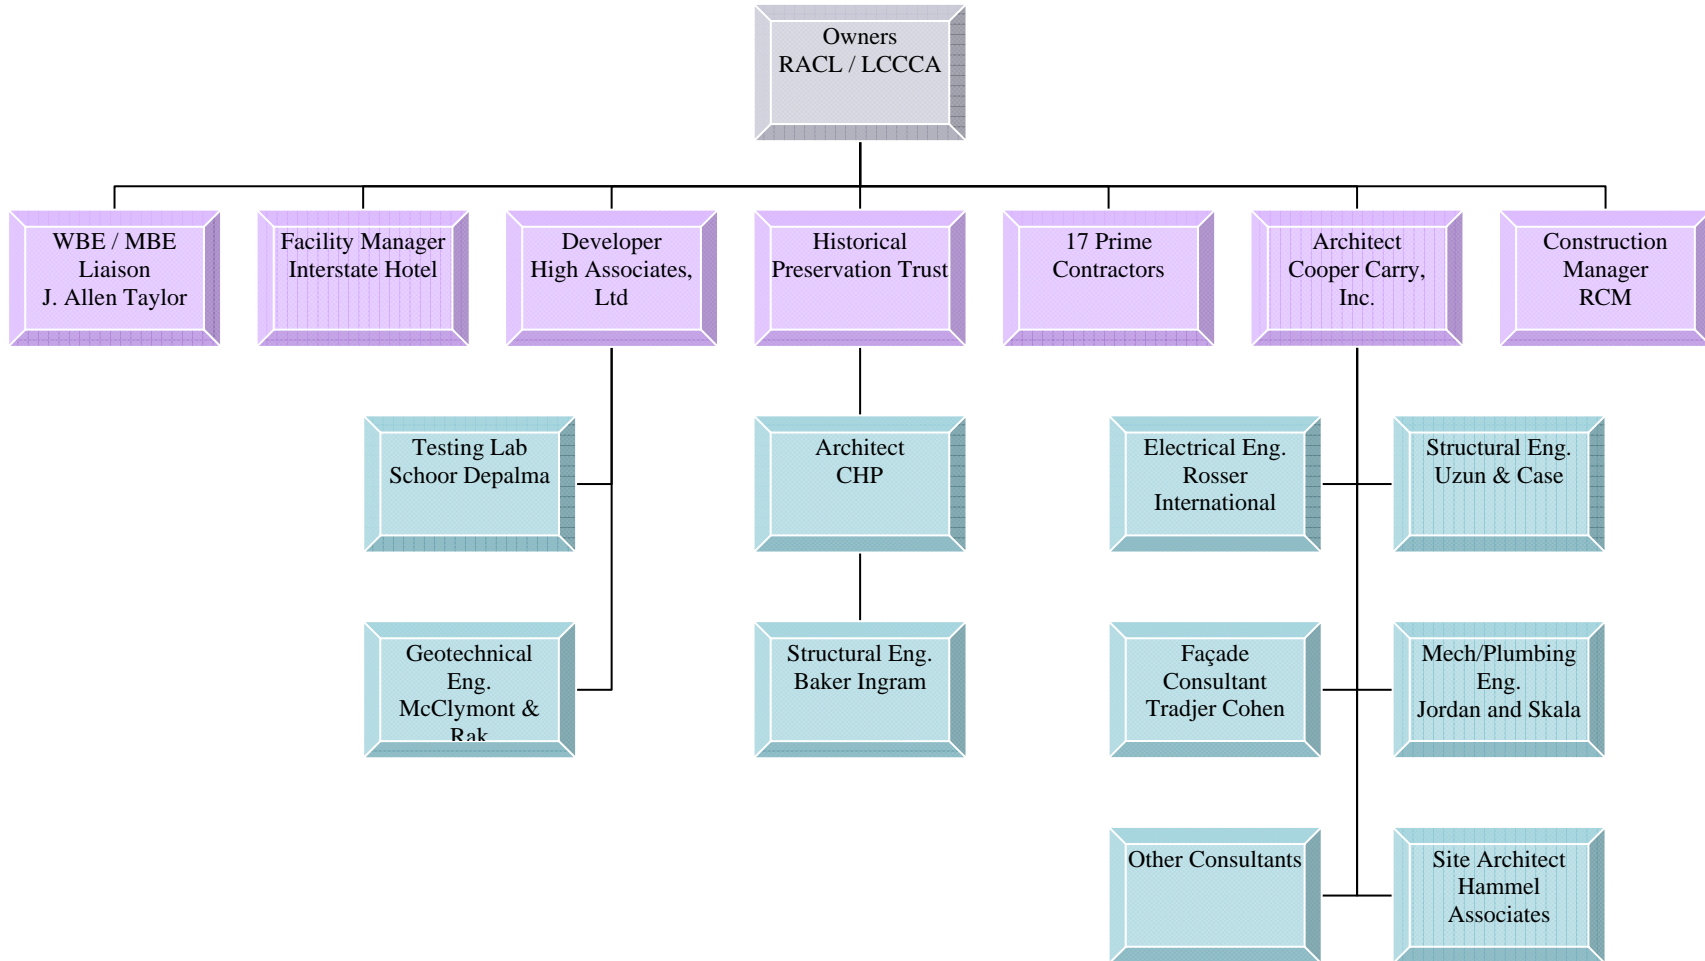 Owners
RACL / LCCCA
WBE / MBE
Liaison
J. Allen Taylor
Facility Manager
Interstate Hotel
Developer
High Associates,
Ltd
Historical
Preservation Trust
17 Prime
Contractors
Architect
Cooper Carry,
Inc.
Construction
Manager
RCM
Testing Lab
Schoor Depalma
Architect
CHP
Electrical Eng.
Rosser
International
Structural Eng.
Uzun & Case
Geotechnical
Eng.
McClymont &
Rak
Structural Eng.
Baker Ingram
Façade
Consultant
Tradjer Cohen
Mech/Plumbing
Eng.
Jordan and Skala
Other Consultants
Site Architect
Hammel
Associates